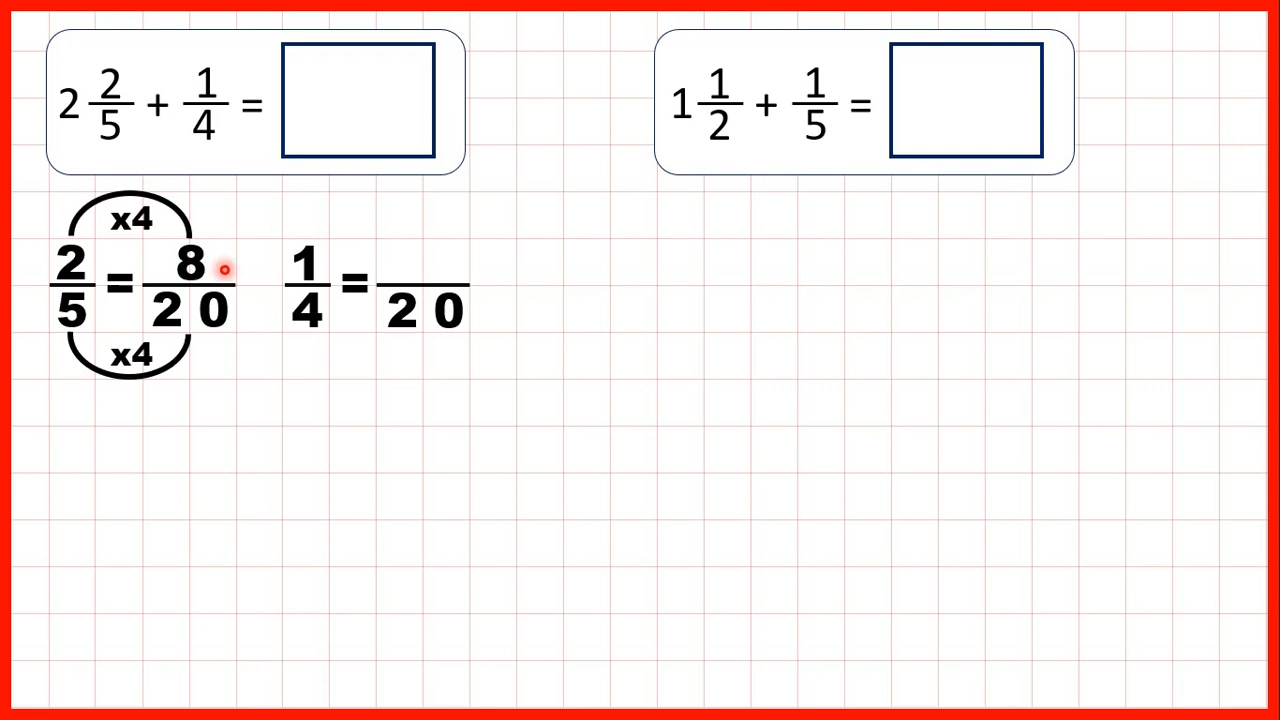 2 2/5 + 1/4 =
1 1/2 + 1/5 =
x4
2/5 = 8/20
1/4 = /20
x4